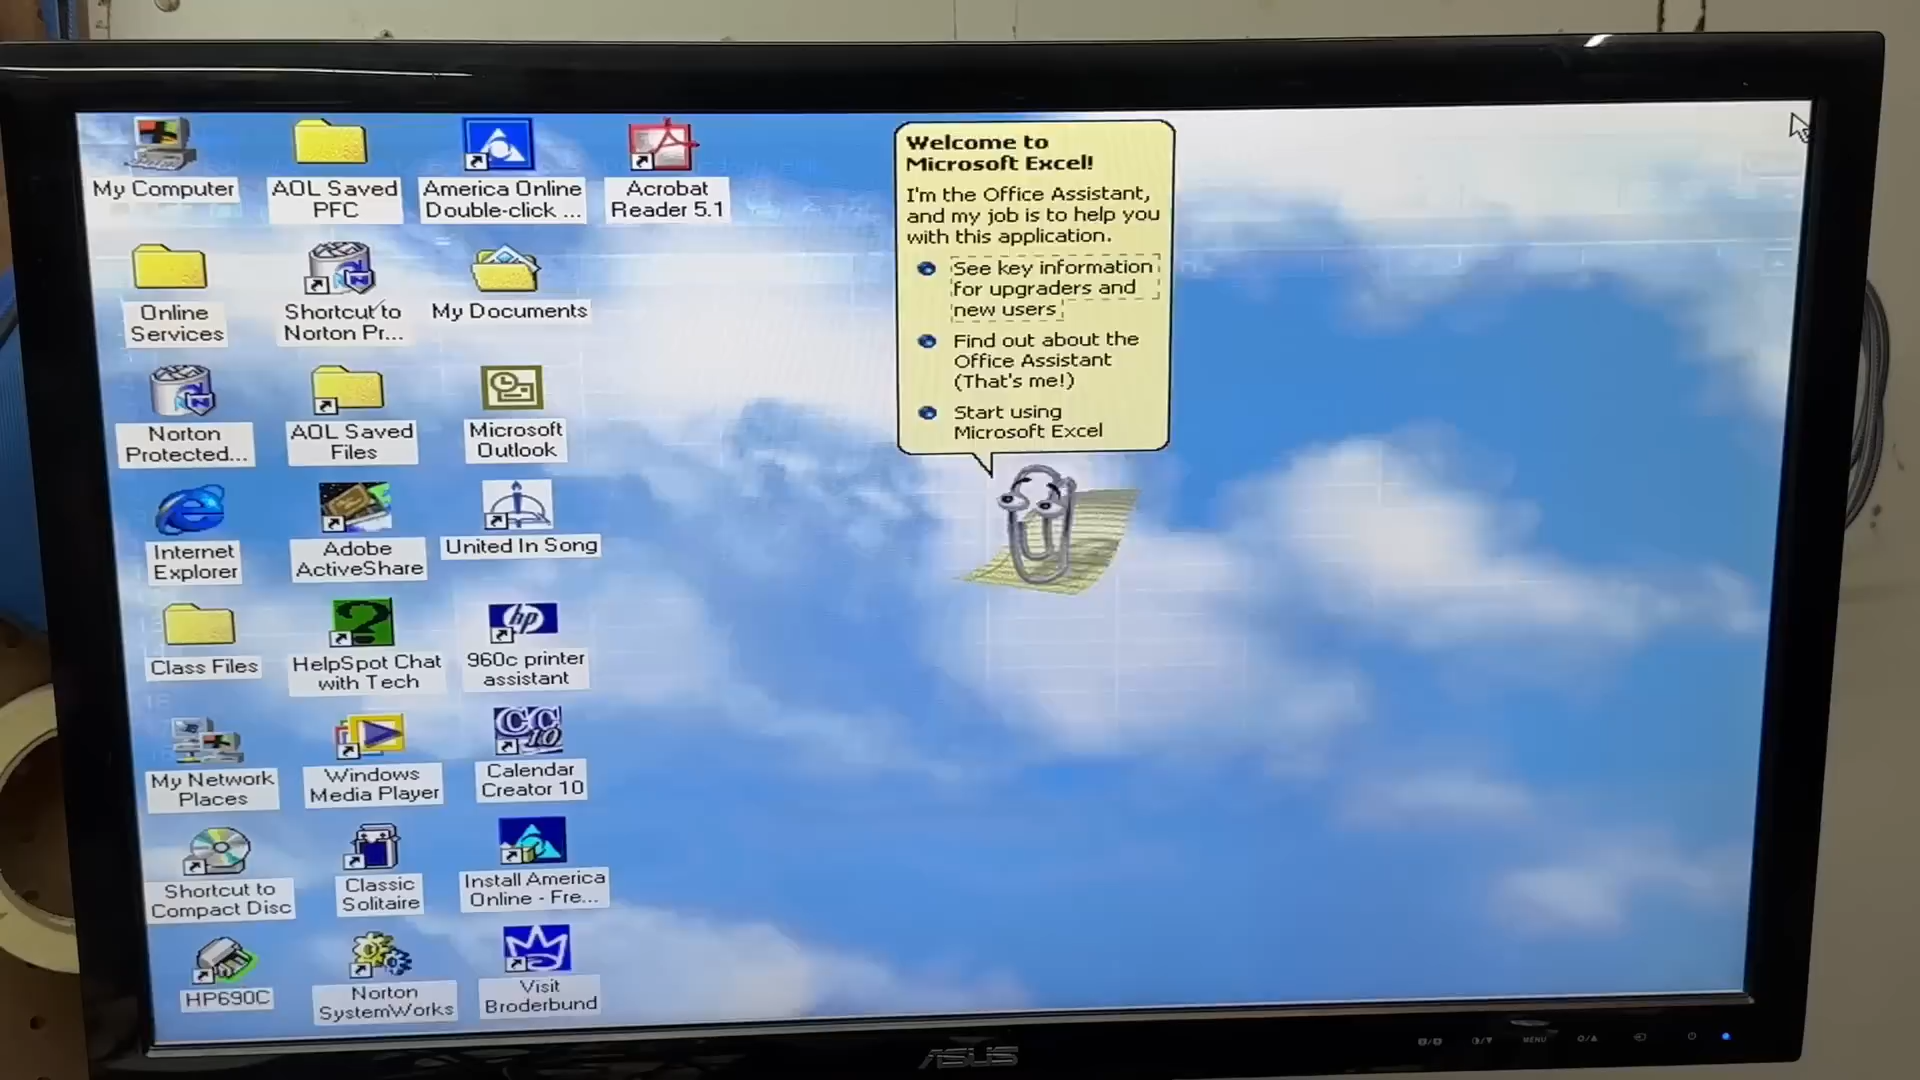 My Computer
AOL Saved
PFC
America Online
Double-click ...
Acrobat
Reader 5.1
Online
Services
Shortcut to
Norton Pr...
My Documents
Norton
Protected...
AOL Saved
Files
Microsoft
Outlook
Internet
Explorer
Adobe
ActiveShare
United In Song
Class Files
HelpSpot Chat
with Tech
hp
960c printer
assistant
My Network
Places
Windows
Media Player
CC
10
Calendar
Creator 10
Shortcut to
Compact Disc
Classic
Solitaire
Install America
Online - Fre...
HP690C
Norton
SystemWorks
Visit
Broderbund
Welcome to
Microsoft Excel!
I'm the Office Assistant,
and my job is to help you
with this application.
See key information
for upgraders and
new users
Find out about the
Office Assistant
(That's me!)
Start using
Microsoft Excel
ASUS
MENU